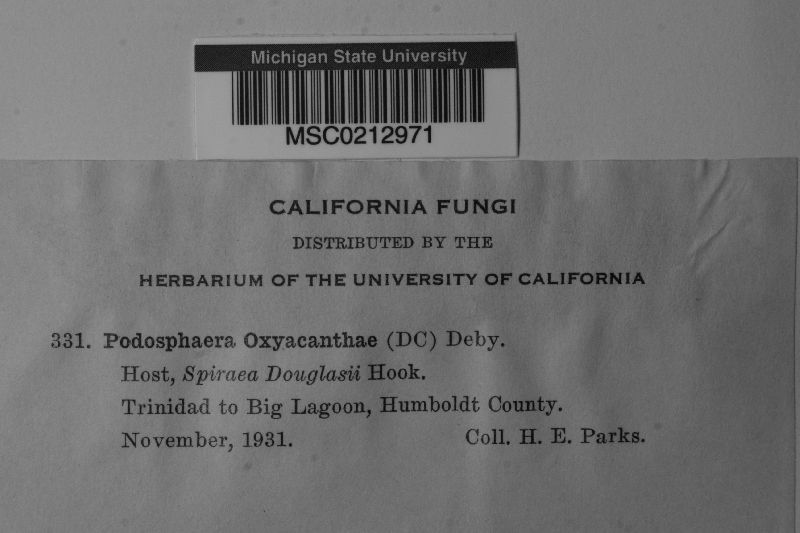 Michigan State University
MSC0212971
CALIFORNIA FUNGI
DISTRIBUTED BY THE
HERBARIUM OF THE UNIVERSITY OF CALIFORNIA
331. Podosphaera Oxyacanthae (DC) Deby.
Host, Spiraea Douglasii Hook.
Trinidad to Big Lagoon, Humboldt County.
November, 1931. Coll. H. E. Parks.